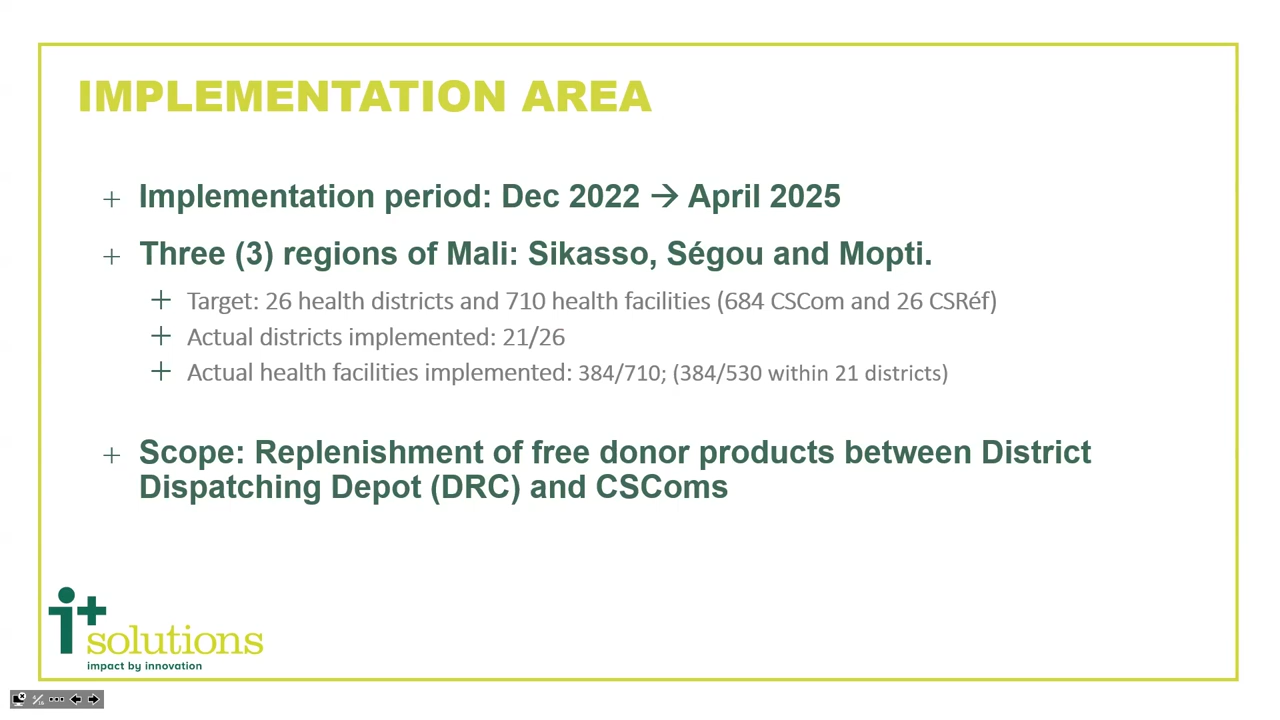 IMPLEMENTATION AREA
+ Implementation period: Dec 2022 → April 2025
+ Three (3) regions of Mali: Sikasso, Ségou and Mopti.
+ Target: 26 health districts and 710 health facilities (684 CSCom and 26 CSRéf)
+ Actual districts implemented: 21/26
+ Actual health facilities implemented: 384/710; (384/530 within 21 districts)
+ Scope: Replenishment of free donor products between District
Dispatching Depot (DRC) and CSComs
i+
solutions
impact by innovation